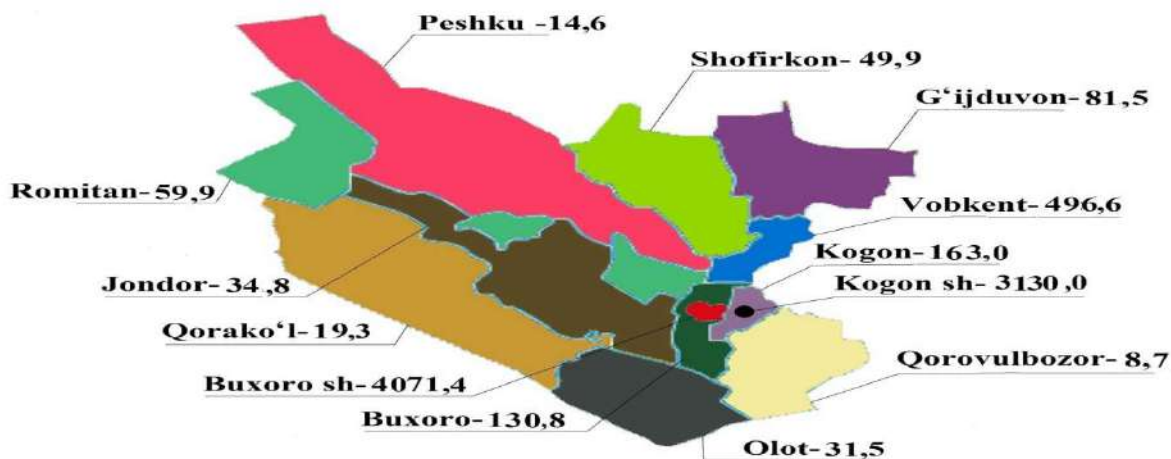 Peshku -14,6
Shofirkon- 49,9
G‘ijduvon- 81,5
Romitan- 59,9
Vobkent- 496,6
Kogon- 163,0
Kogon sh- 3130,0
Jondor- 34,8
Qorako‘l-19,3
Qorovulbozor- 8,7
Buxoro sh- 4071,4
Buxoro- 130,8
Olot- 31,5